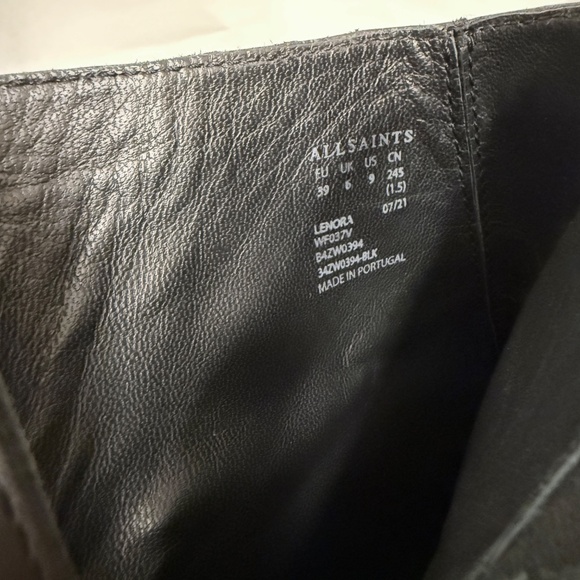 ALLSAINTS
EU UK US CN
39 6 9 245
(1.5)
07/21
LENORA
WF037V
B4ZW0394
34ZW0394-BLK
MADE IN PORTUGAL